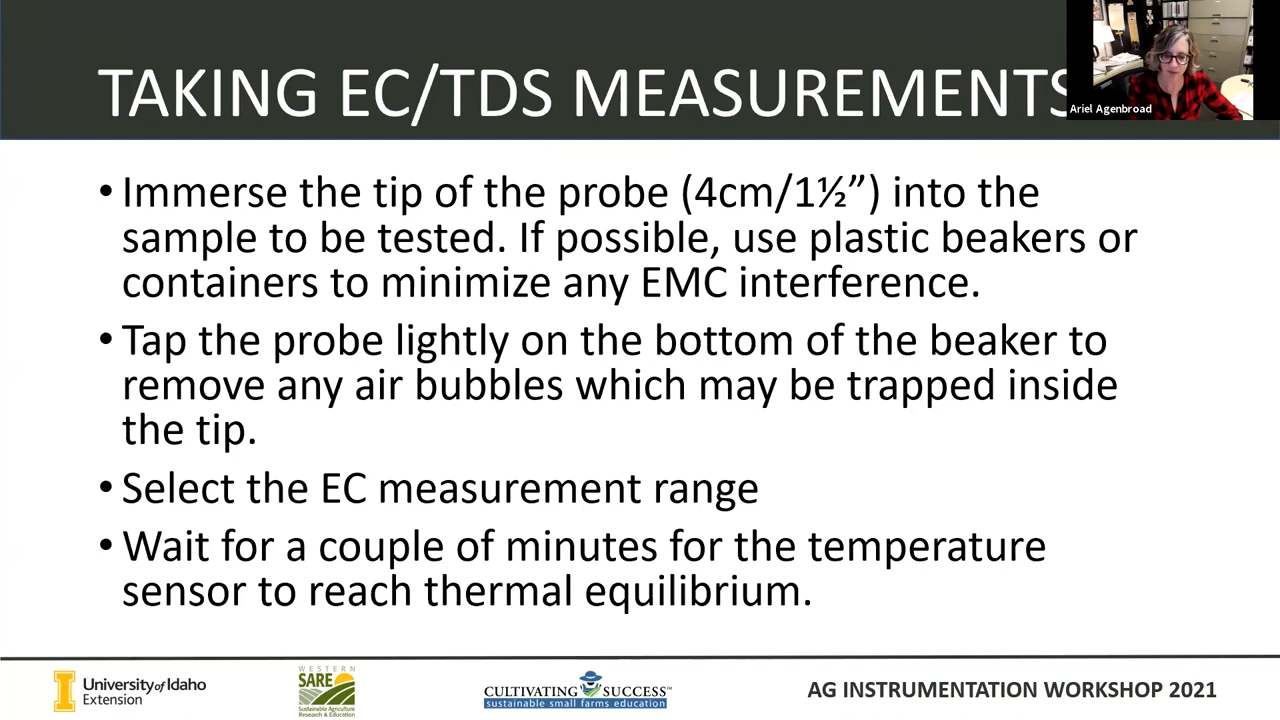 TAKING EC/TDS MEASUREMENTS
Ariel Agenbroad
• Immerse the tip of the probe (4cm/1½”) into the
sample to be tested. If possible, use plastic beakers or
containers to minimize any EMC interference.
• Tap the probe lightly on the bottom of the beaker to
remove any air bubbles which may be trapped inside
the tip.
• Select the EC measurement range
• Wait for a couple of minutes for the temperature
sensor to reach thermal equilibrium.
University of Idaho
Extension
WESTERN
SARE
Sustainable Agriculture
Research & Education
CULTIVATING SUCCESS™
sustainable small farms education
AG INSTRUMENTATION WORKSHOP 2021